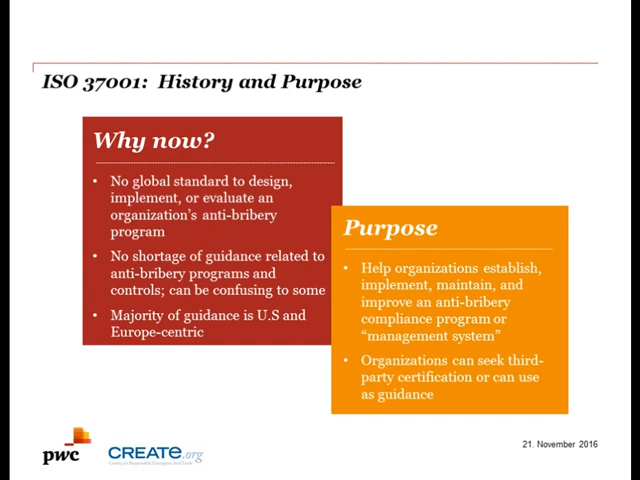 ISO 37001: History and Purpose
Why now?
• No global standard to design,
implement, or evaluate an
organization's anti-bribery
program
• No shortage of guidance related to
anti-bribery programs and
controls; can be confusing to some
• Majority of guidance is U.S and
Europe-centric
Purpose
• Help organizations establish,
implement, maintain, and
improve an anti-bribery
compliance program or
“management system”
• Organizations can seek third-
party certification or can use
as guidance
pwc
CREATE.org
21. November 2016